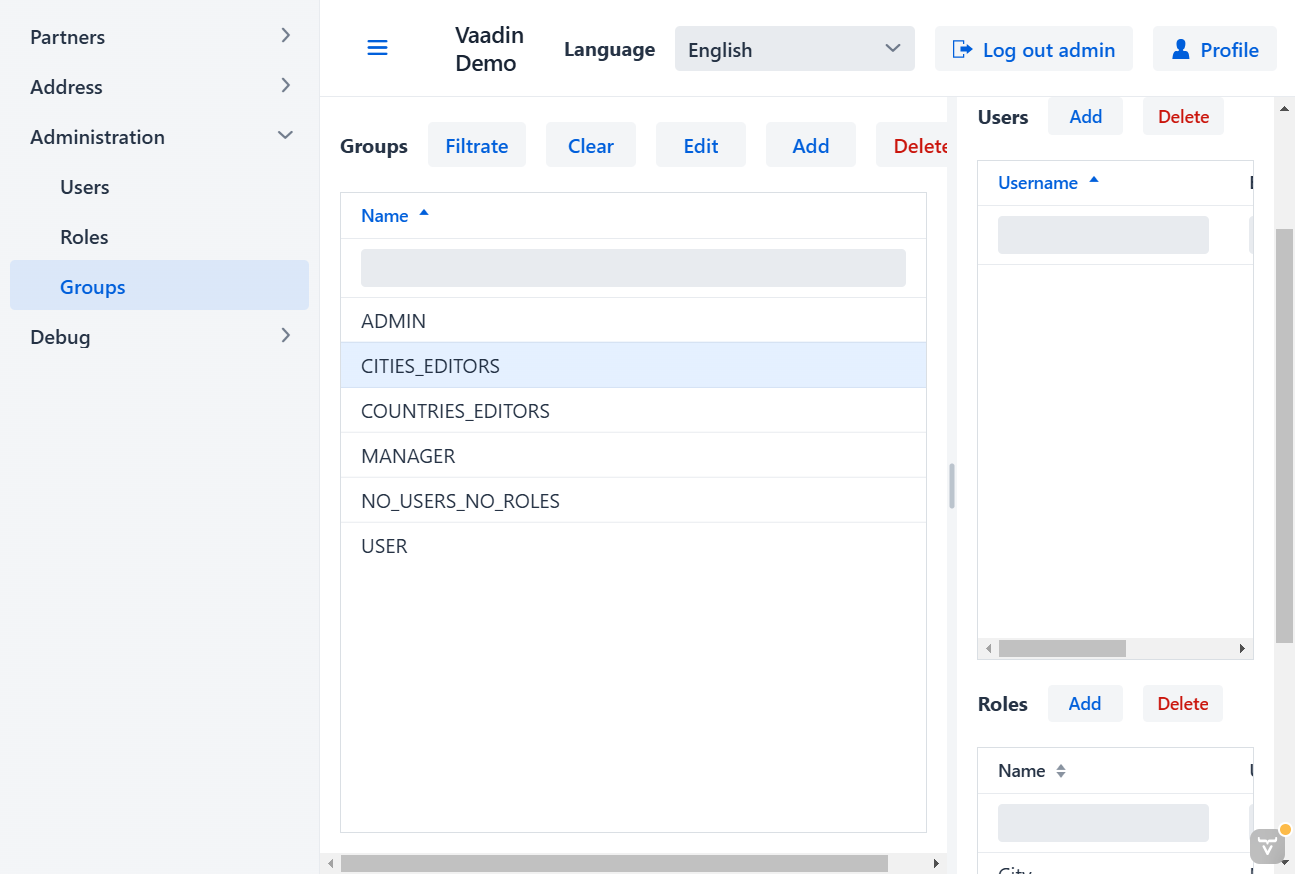 Partners
Address
Administration
Users
Roles
Groups
Debug
Vaadin
Demo
Language
English
Log out admin
Profile
Groups
Filtrate
Clear
Edit
Add
Delete
Name
ADMIN
CITIES_EDITORS
COUNTRIES_EDITORS
MANAGER
NO_USERS_NO_ROLES
USER
Users
Add
Delete
Username
Roles
Add
Delete
Name
City